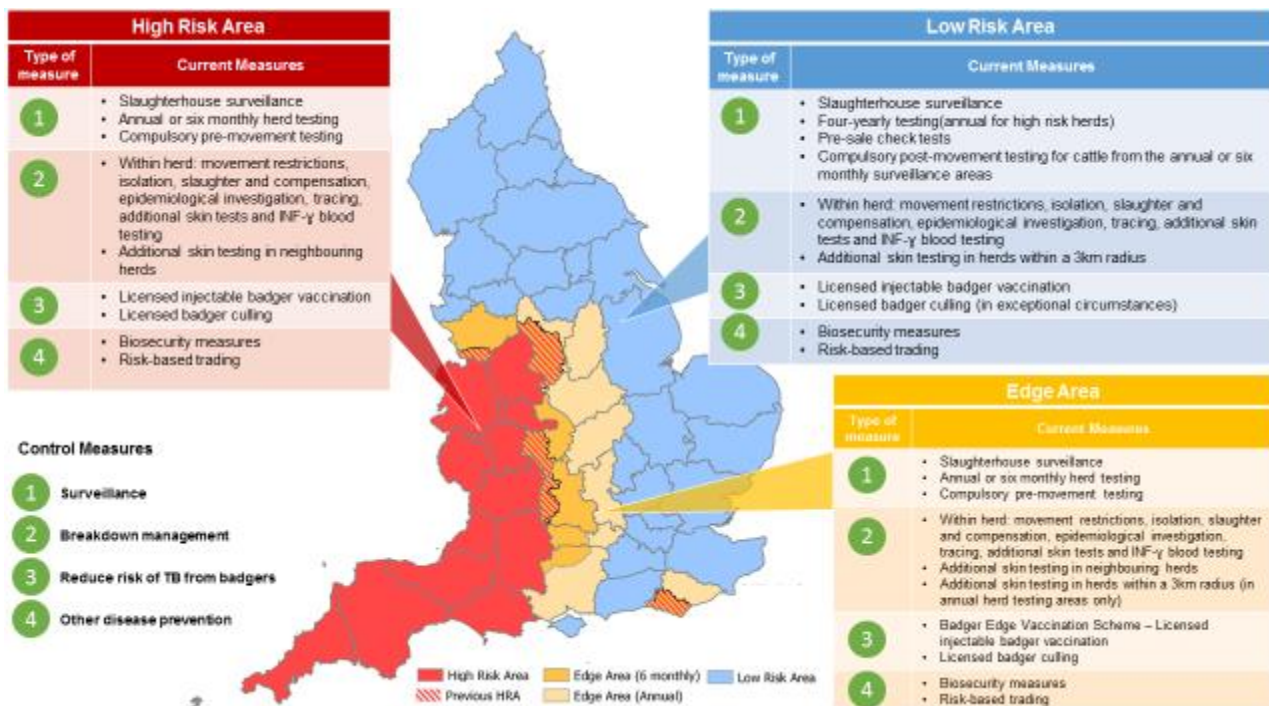 High Risk Area
Type of
measure
Current Measures
1
• Slaughterhouse surveillance
• Annual or six monthly herd testing
• Compulsory pre-movement testing
2
• Within herd: movement restrictions,
isolation, slaughter and compensation,
epidemiological investigation, tracing,
additional skin tests and INF-γ blood
testing
• Additional skin testing in neighbouring
herds
3
• Licensed injectable badger vaccination
• Licensed badger culling
4
• Biosecurity measures
• Risk-based trading
Low Risk Area
Type of
measure
Current Measures
1
• Slaughterhouse surveillance
• Four-yearly testing(annual for high risk herds)
• Pre-sale check tests
• Compulsory post-movement testing for cattle from the annual or six
monthly surveillance areas
2
• Within herd: movement restrictions, isolation, slaughter and
compensation, epidemiological investigation, tracing, additional skin
tests and INF-γ blood testing
• Additional skin testing in herds within a 3km radius
3
• Licensed injectable badger vaccination
• Licensed badger culling (in exceptional circumstances)
4
• Biosecurity measures
• Risk-based trading
Edge Area
Type of
measure
Current Measures
1
• Slaughterhouse surveillance
• Annual or six monthly herd testing
• Compulsory pre-movement testing
2
• Within herd: movement restrictions, isolation, slaughter
and compensation, epidemiological investigation,
tracing, additional skin tests and INF-γ blood testing
• Additional skin testing in neighbouring herds
• Additional skin testing in herds within a 3km radius (in
annual herd testing areas only)
3
• Badger Edge Vaccination Scheme – Licensed
injectable badger vaccination
• Licensed badger culling
4
• Biosecurity measures
• Risk-based trading
Control Measures
1 Surveillance
2 Breakdown management
3 Reduce risk of TB from badgers
4 Other disease prevention
High Risk Area
Edge Area (6 monthly)
Low Risk Area
Previous HRA
Edge Area (Annual)